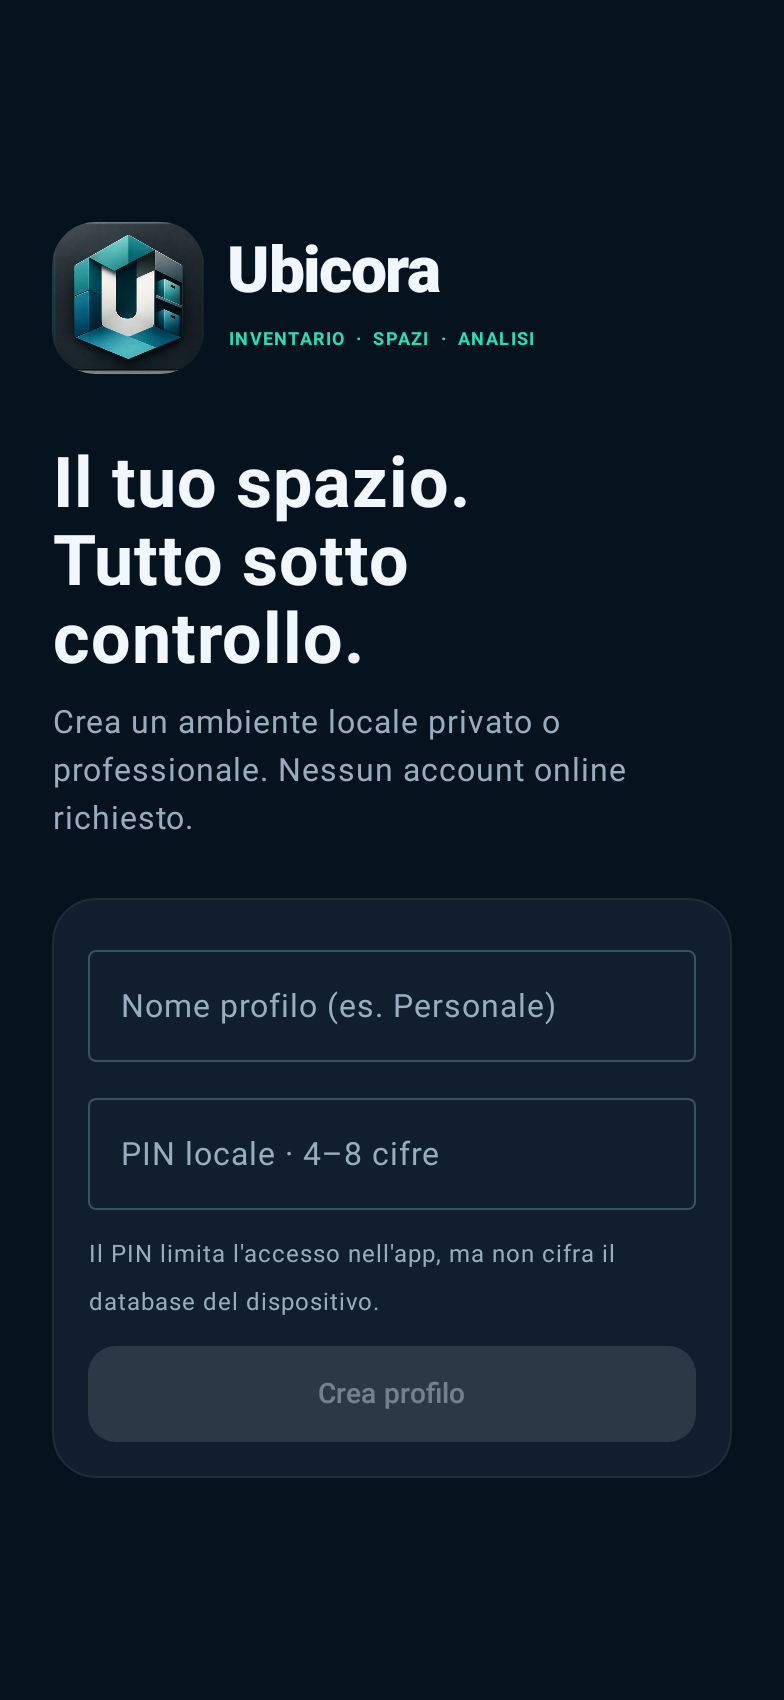 Ubicora
INVENTARIO · SPAZI · ANALISI
Il tuo spazio.
Tutto sotto
controllo.
Crea un ambiente locale privato o
professionale. Nessun account online
richiesto.
Nome profilo (es. Personale)
PIN locale · 4–8 cifre
Il PIN limita l'accesso nell'app, ma non cifra il
database del dispositivo.
Crea profilo